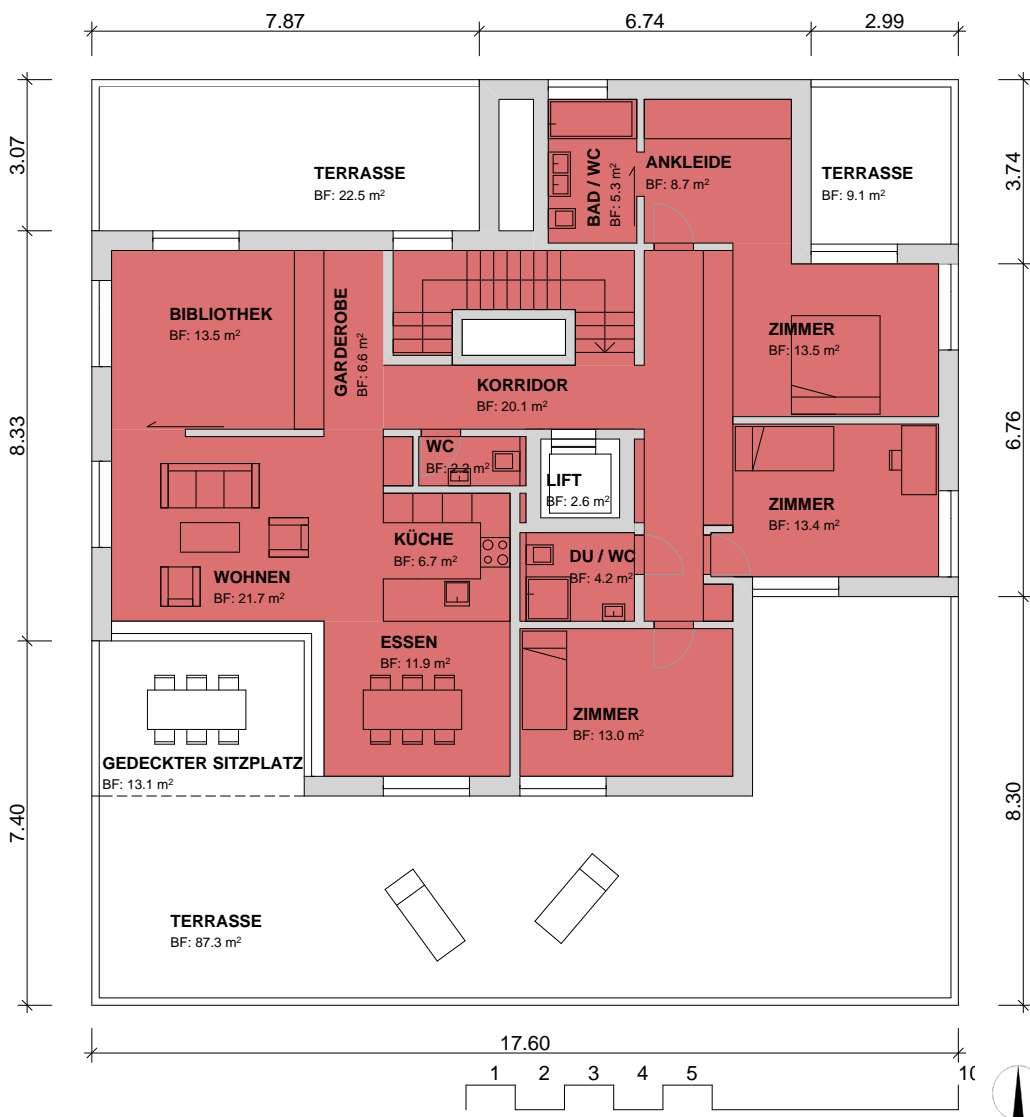 7.87
6.74
2.99
3.07
8.33
7.40
3.74
6.76
8.30
TERRASSE
BF: 22.5 m²
BAD / WC
BF: 5.3 m²
ANKLEIDE
BF: 8.7 m²
TERRASSE
BF: 9.1 m²
BIBLIOTHEK
BF: 13.5 m²
GARDEROBE
BF: 6.6 m²
ZIMMER
BF: 13.5 m²
KORRIDOR
BF: 20.1 m²
WC
BF: 2.2 m²
LIFT
BF: 2.6 m²
ZIMMER
BF: 13.4 m²
KÜCHE
BF: 6.7 m²
DU / WC
BF: 4.2 m²
WOHNEN
BF: 21.7 m²
ESSEN
BF: 11.9 m²
ZIMMER
BF: 13.0 m²
GEDECKTER SITZPLATZ
BF: 13.1 m²
TERRASSE
BF: 87.3 m²
17.60
1 2 3 4 5 10